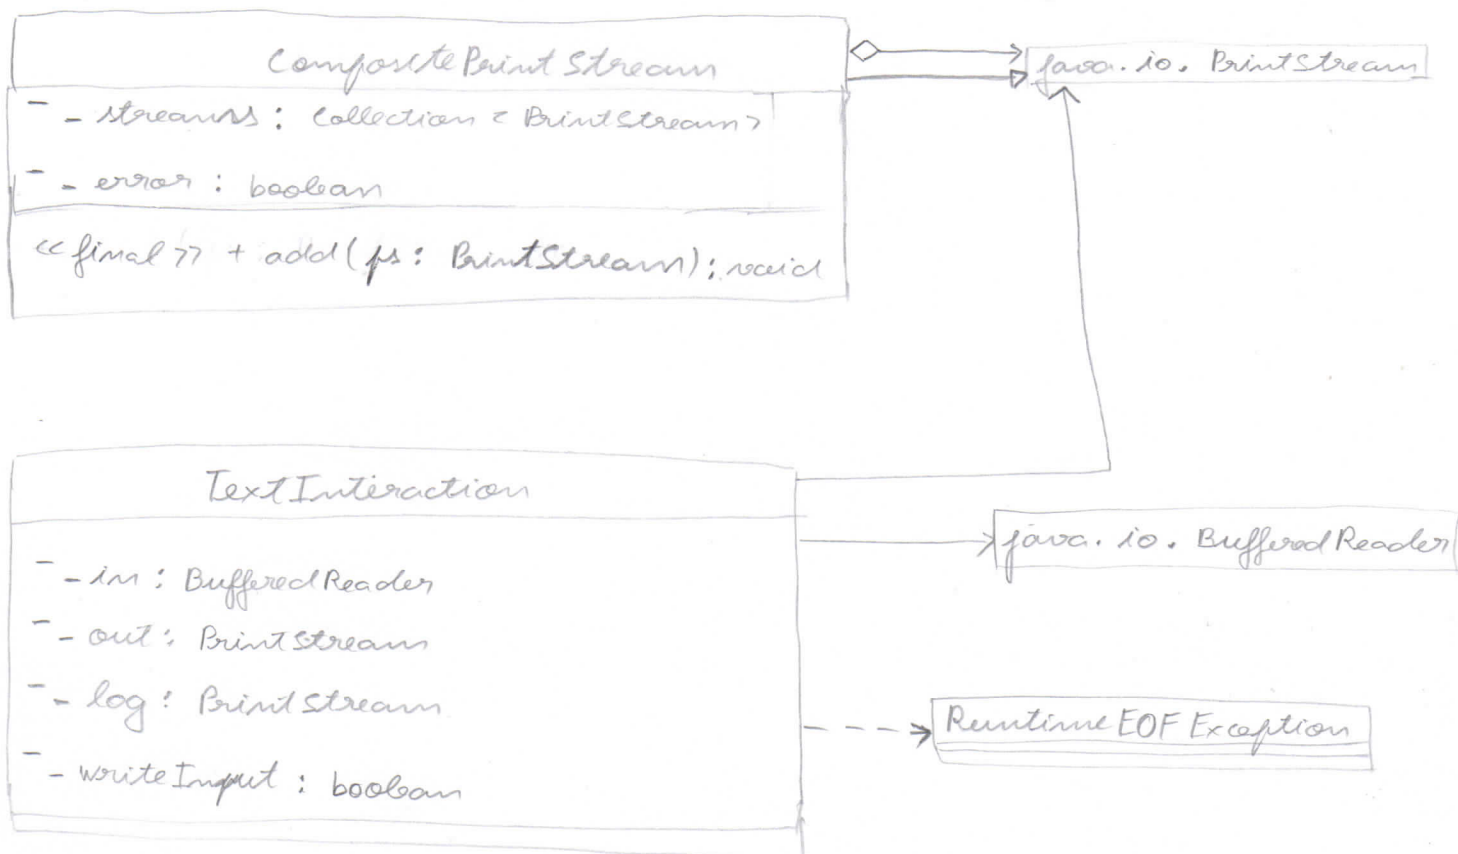 CompositePrintStream
- _ streams: Collection < PrintStream >
- _ error : boolean
<<final>> + add(ps: PrintStream): void
java.io.PrintStream
TextInteraction
- _ in : BufferedReader
- _ out : PrintStream
- _ log : PrintStream
- _ writeInput : boolean
java.io.BufferedReader
RuntimeEOFException